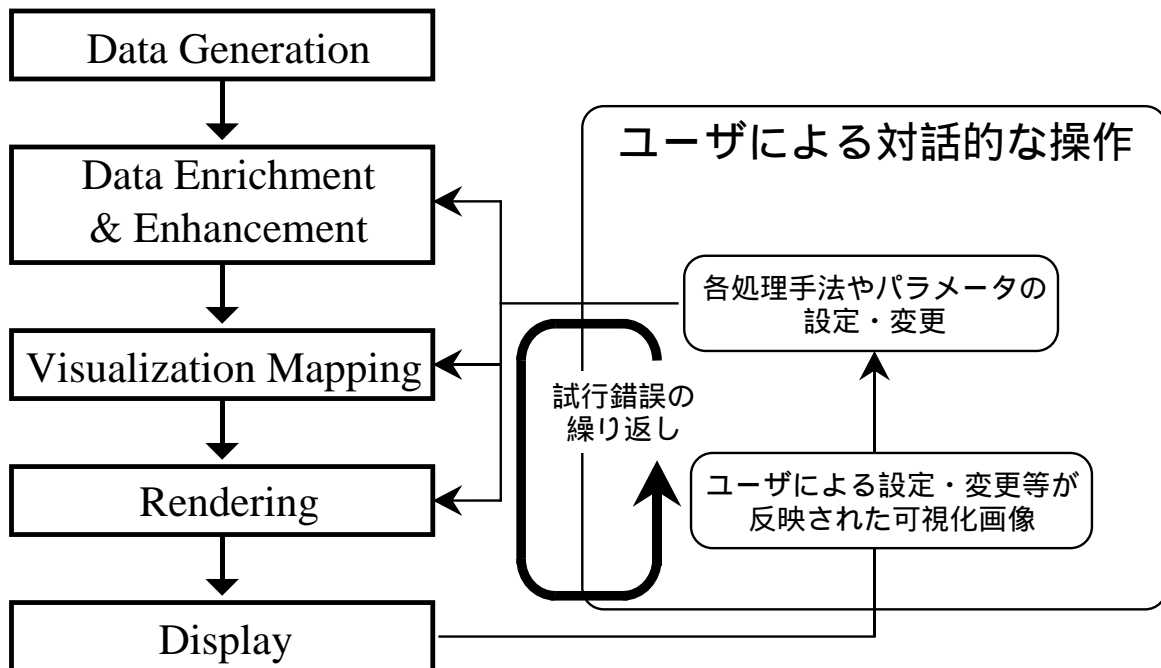 Data Generation
Data Enrichment
& Enhancement
Visualization Mapping
Rendering
Display
ユーザによる対話的な操作
各処理手法やパラメータの
設定・変更
試行錯誤の
繰り返し
ユーザによる設定・変更等が
反映された可視化画像